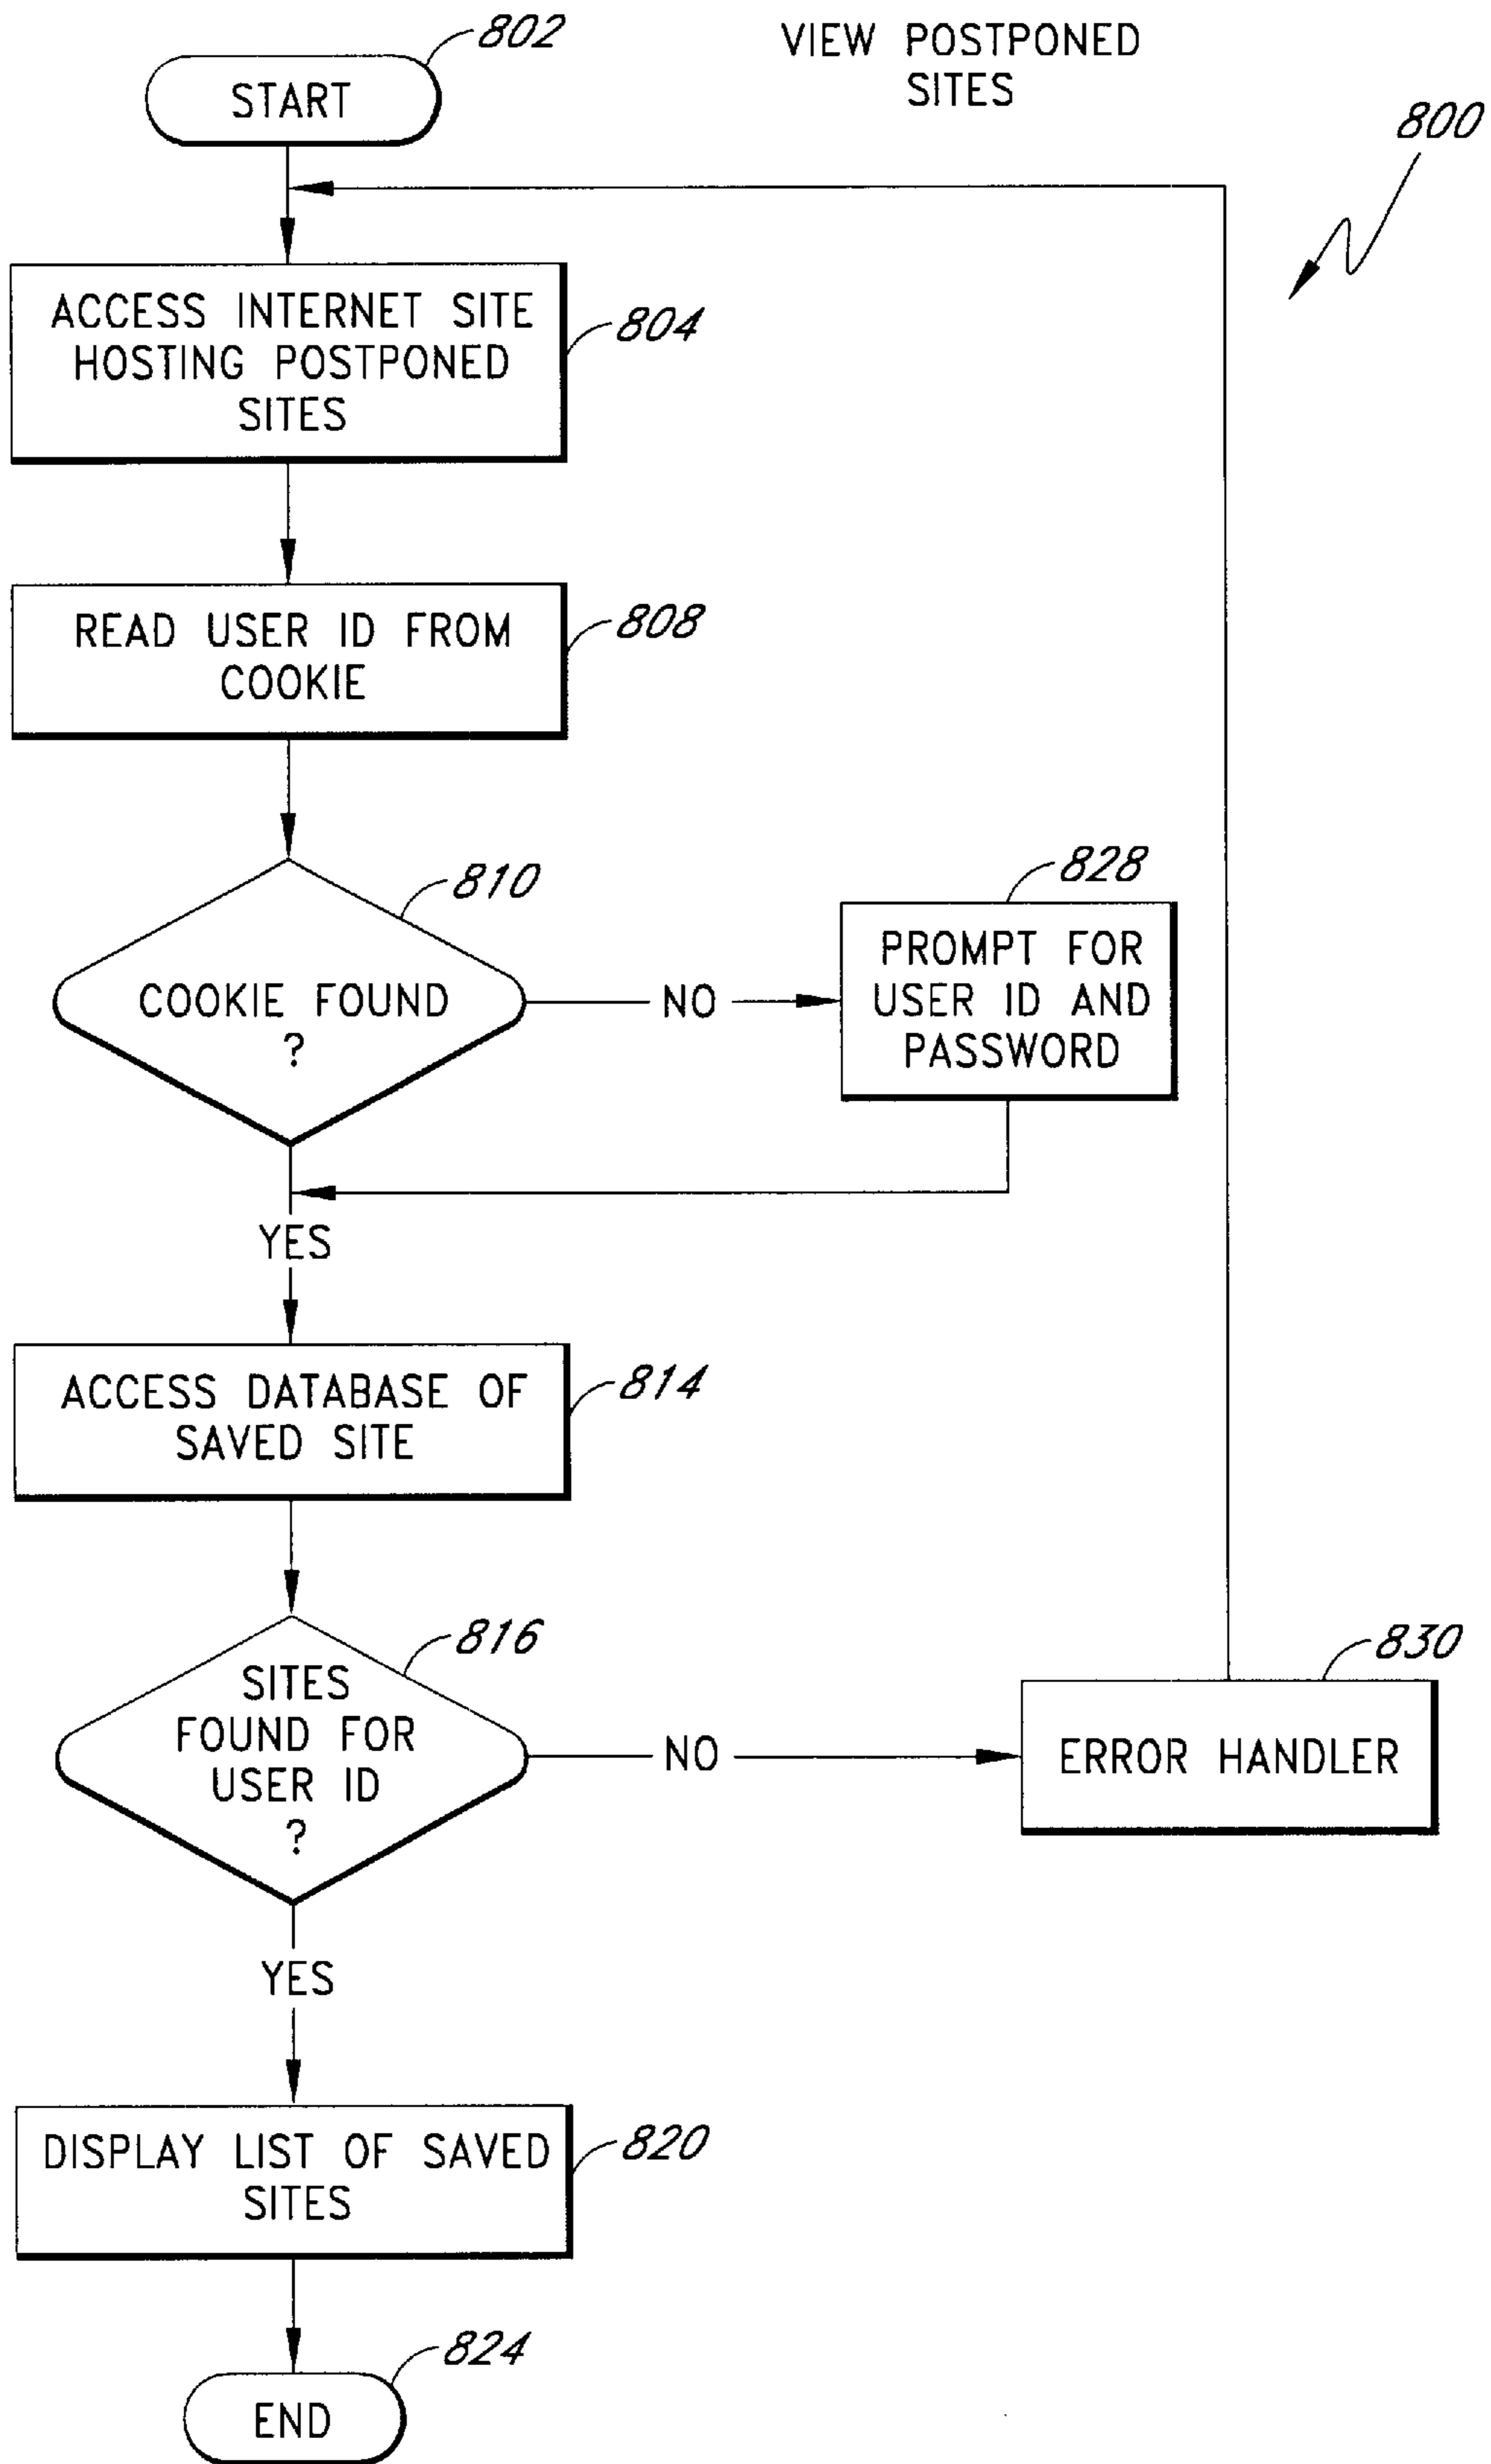 802
VIEW POSTPONED
SITES
START
800
ACCESS INTERNET SITE
HOSTING POSTPONED
SITES
804
READ USER ID FROM
COOKIE
808
810
COOKIE FOUND
?
NO
828
PROMPT FOR
USER ID AND
PASSWORD
YES
ACCESS DATABASE OF
SAVED SITE
814
816
SITES
FOUND FOR
USER ID
?
NO
830
ERROR HANDLER
YES
DISPLAY LIST OF SAVED
SITES
820
824
END